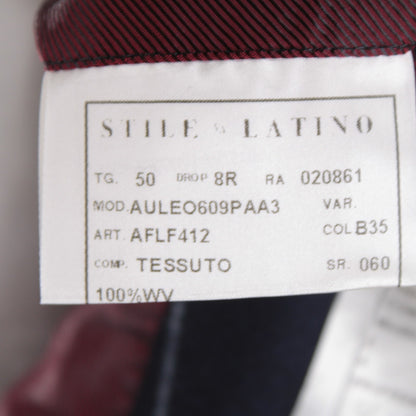 STILE LATINO
TG. 50 DROP 8R RA 020861
MOD. AULEO609PAA3 VAR.
ART. AFLF412 COL B35
COMP. TESSUTO SR. 060
100%WV